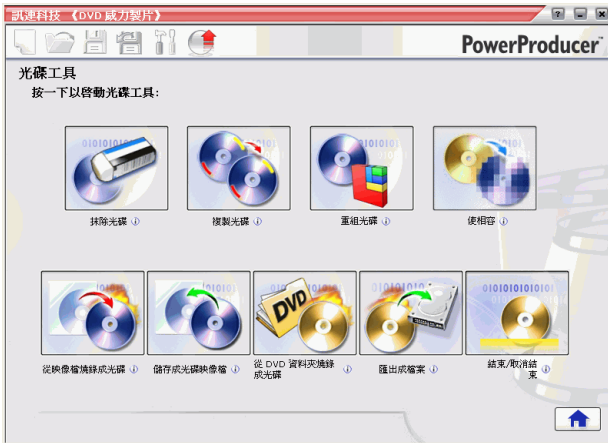 訊連科技 《DVD 威力製片》
PowerProducer
光碟工具
按一下以啓動光碟工具:
抹除光碟
複製光碟
重組光碟
使相容
DVD
從映像檔燒錄成光碟
儲存成光碟映像檔
從 DVD 資料夾燒錄
成光碟
匯出成檔案
結束/取消結
束